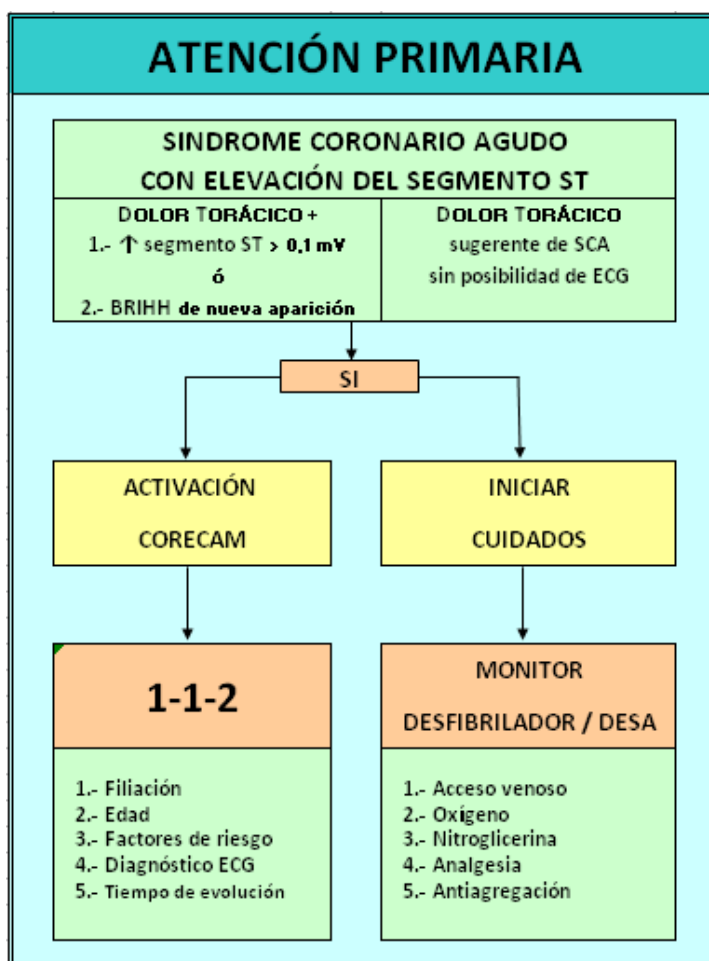 ATENCIÓN PRIMARIA
SINDROME CORONARIO AGUDO
CON ELEVACIÓN DEL SEGMENTO ST
DOLOR TORÁCICO +
1.- ↑ segmento ST > 0,1 mV
ó
2.- BRIHH de nueva aparición
DOLOR TORÁCICO
sugerente de SCA
sin posibilidad de ECG
SI
ACTIVACIÓN
CORECAM
INICIAR
CUIDADOS
1-1-2
1.- Filiación
2.- Edad
3.- Factores de riesgo
4.- Diagnóstico ECG
5.- Tiempo de evolución
MONITOR
DESFIBRILADOR / DESA
1.- Acceso venoso
2.- Oxígeno
3.- Nitroglicerina
4.- Analgesia
5.- Antiagregación